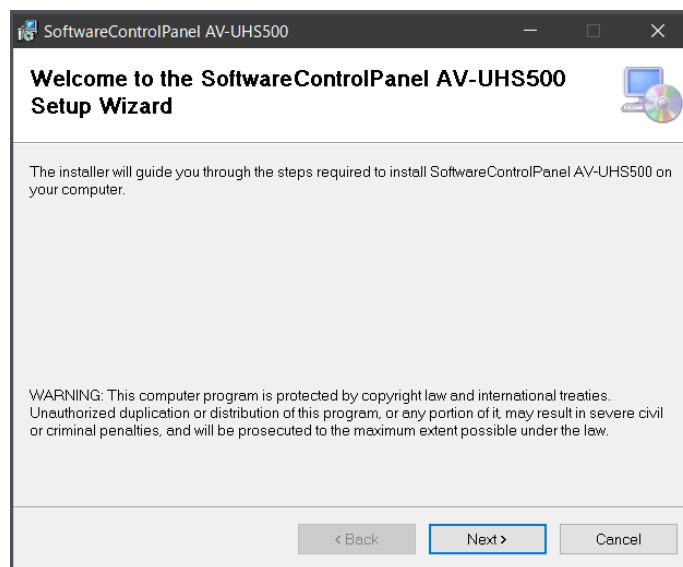 SoftwareControlPanel AV-UHS500
Welcome to the SoftwareControlPanel AV-UHS500
Setup Wizard
The installer will guide you through the steps required to install SoftwareControlPanel AV-UHS500 on
your computer.
WARNING: This computer program is protected by copyright law and international treaties.
Unauthorized duplication or distribution of this program, or any portion of it, may result in severe civil
or criminal penalties, and will be prosecuted to the maximum extent possible under the law.
< Back
Next >
Cancel